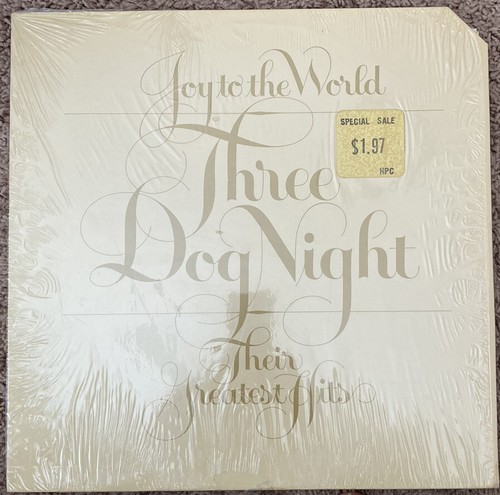 Joy to the World
SPECIAL SALE
$1.97
HPC
Three
Dog Night
Their
Greatest Hits